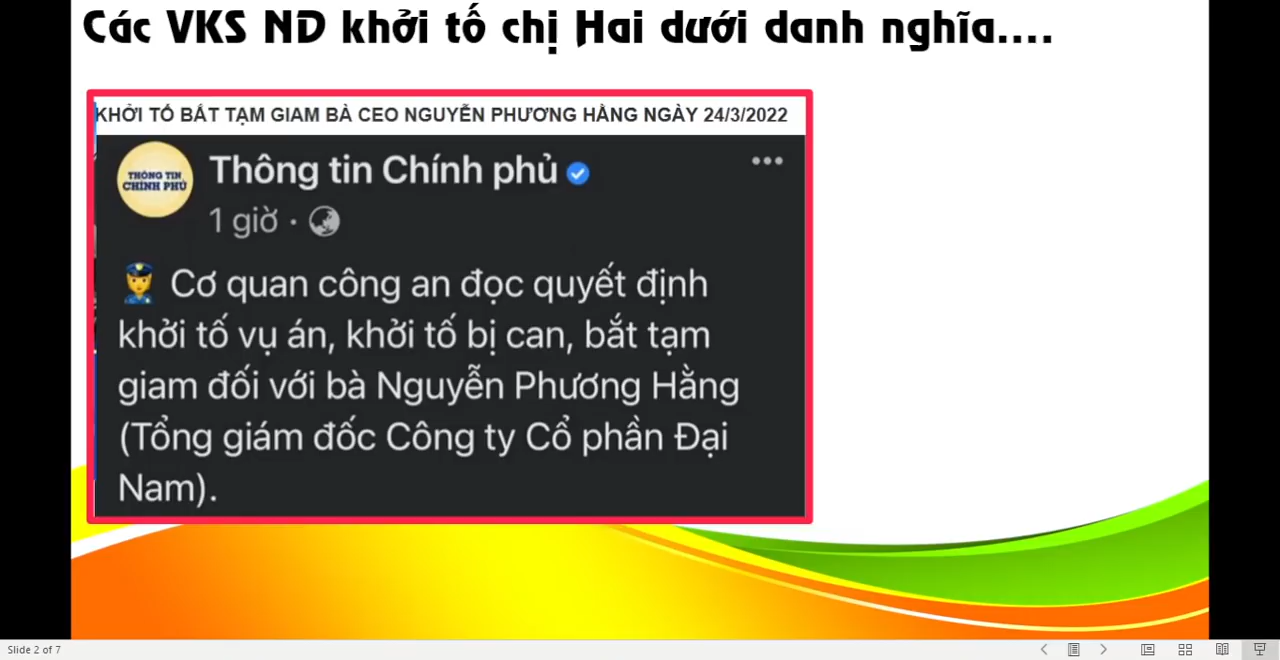 Các VKS ND khởi tố chị Hai dưới danh nghĩa....
KHỞI TỐ BẮT TẠM GIAM BÀ CEO NGUYỄN PHƯƠNG HẰNG NGÀY 24/3/2022
THÔNG TIN
CHÍNH PHỦ
Thông tin Chính phủ
1 giờ ·
Cơ quan công an đọc quyết định
khởi tố vụ án, khởi tố bị can, bắt tạm
giam đối với bà Nguyễn Phương Hằng
(Tổng giám đốc Công ty Cổ phần Đại
Nam).
Slide 2 of 7